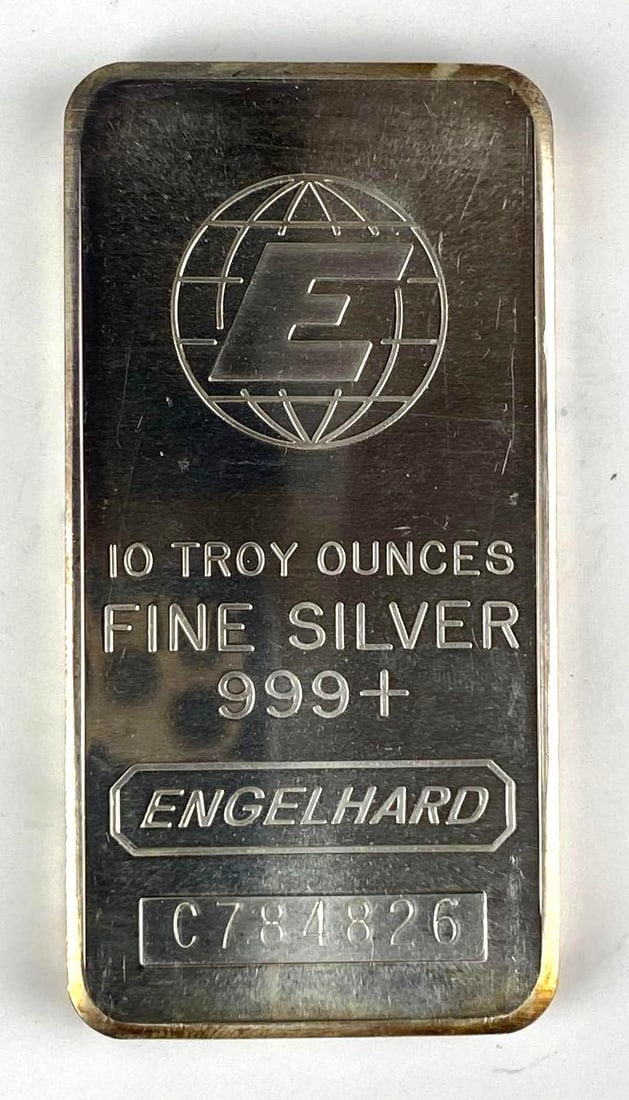 E
10 TROY OUNCES
FINE SILVER
999+
ENGELHARD
C784826